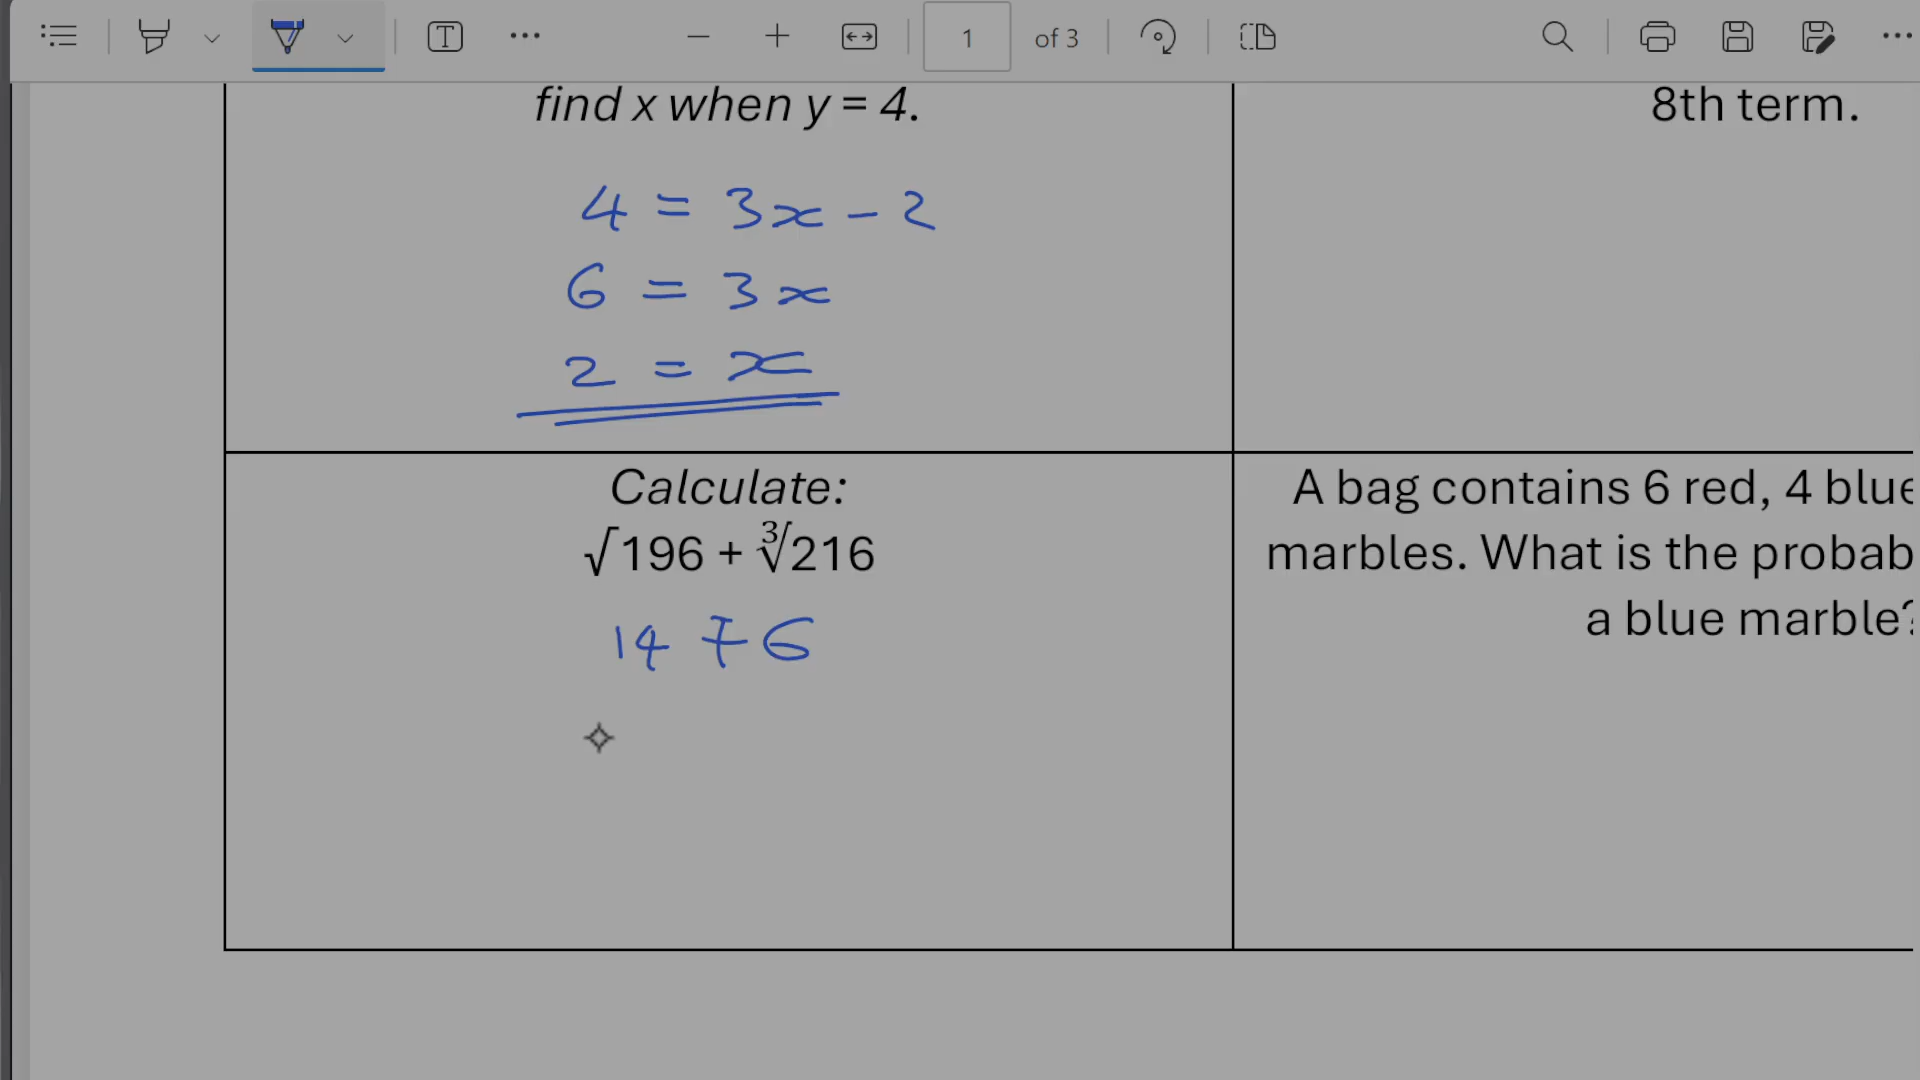 1 of 3
find x when y = 4.
4 = 3x - 2
6 = 3x
2 = x
8th term.
Calculate:
√196 + ∛216
14 + 6
A bag contains 6 red, 4 blue
marbles. What is the probab
a blue marble?